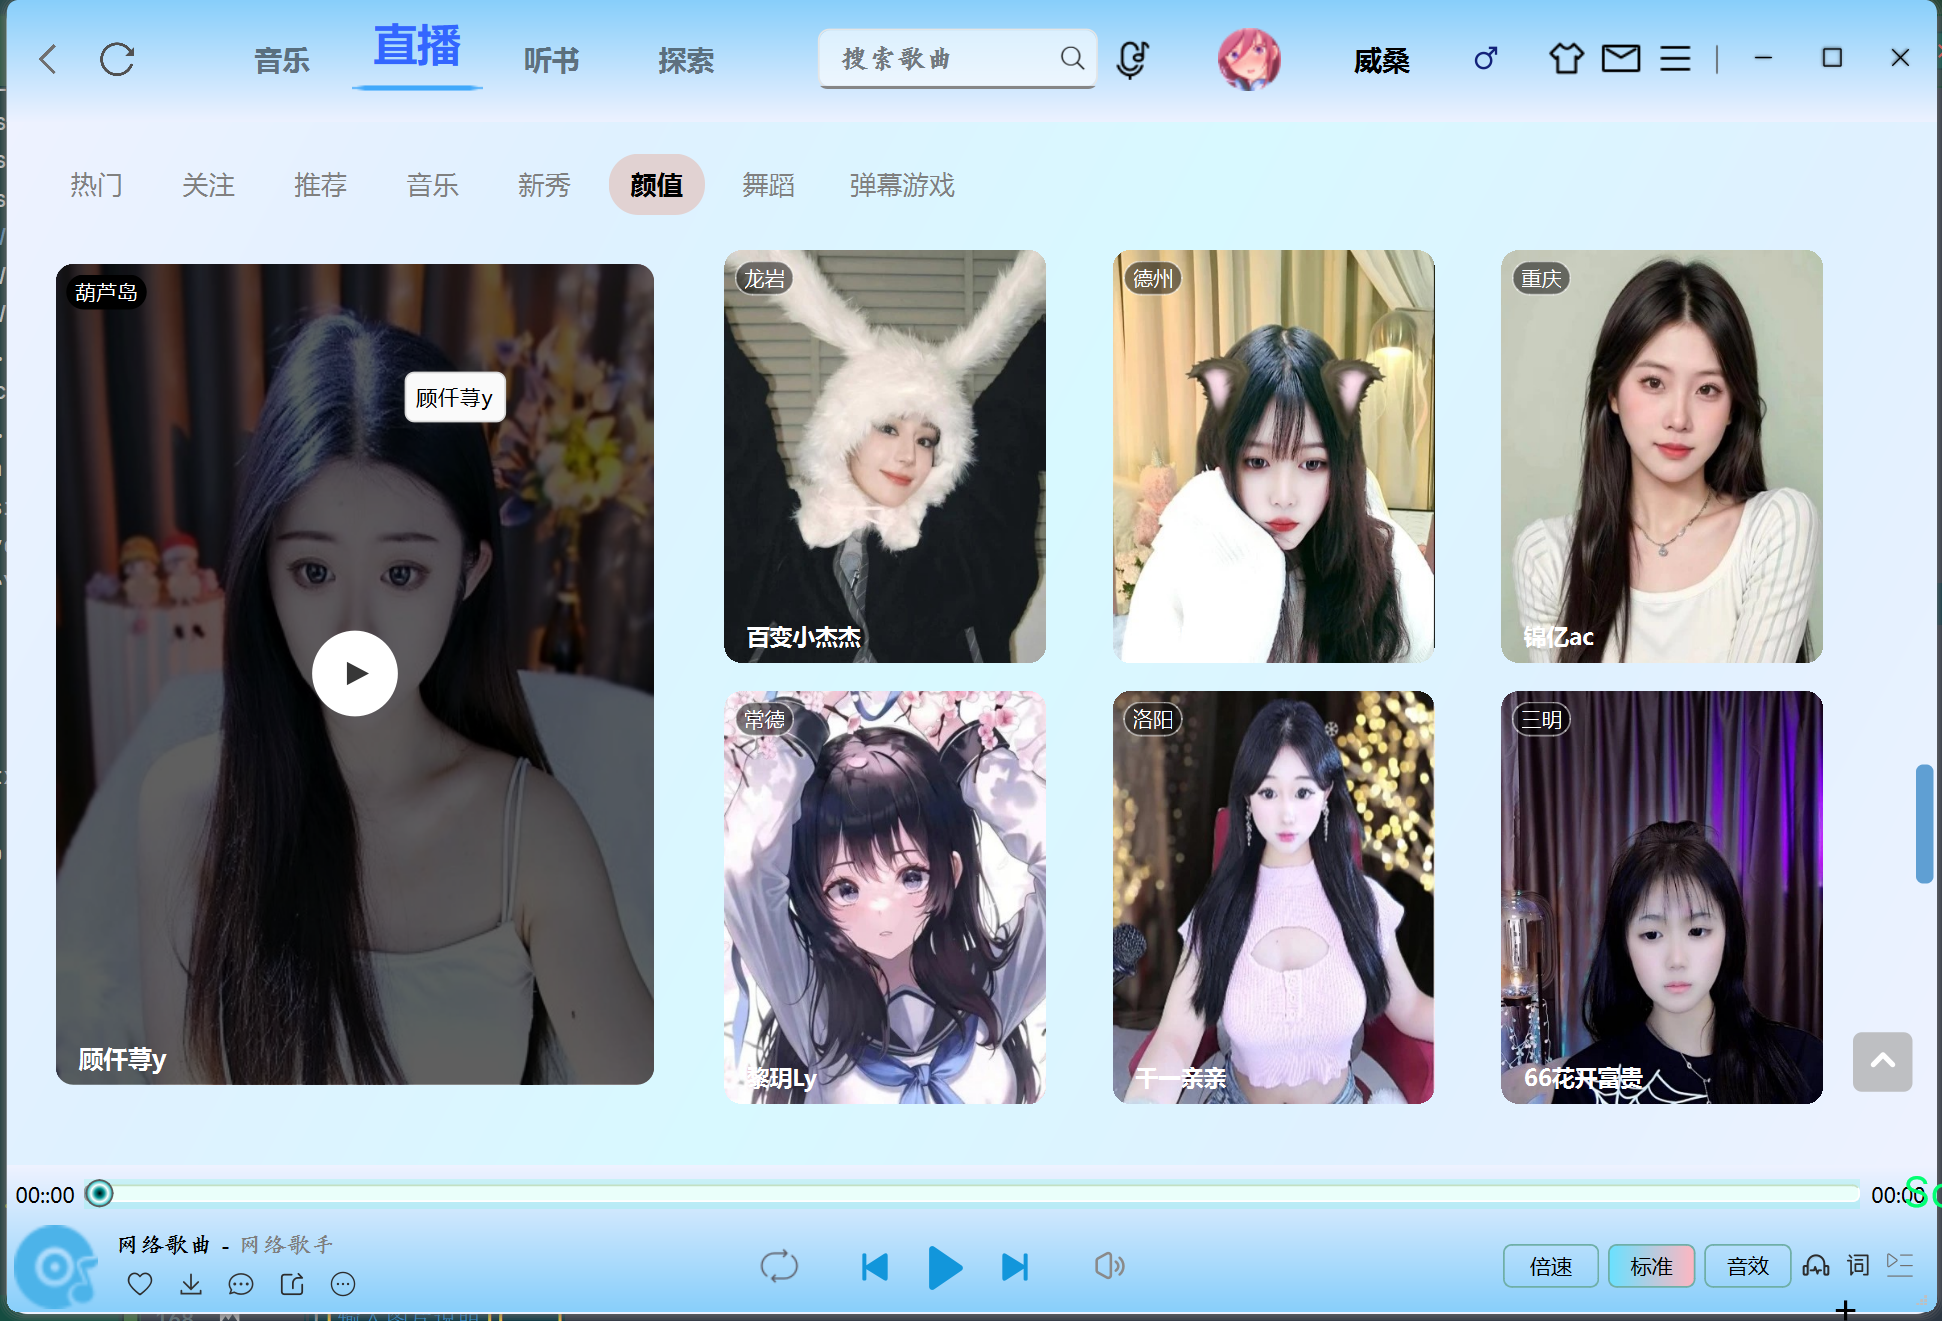 音乐 直播 听书 探索 搜索歌曲 威桑
热门 关注 推荐 音乐 新秀 颜值 舞蹈 弹幕游戏
葫芦岛
顾仟荨y
顾仟荨y
龙岩
百变小杰杰
德州
重庆
锦亿ac
常德
黎玥Ly
洛阳
千一亲亲
三明
66花开富贵
00::00
00:00
网络歌曲 - 网络歌手
倍速 标准 音效 词